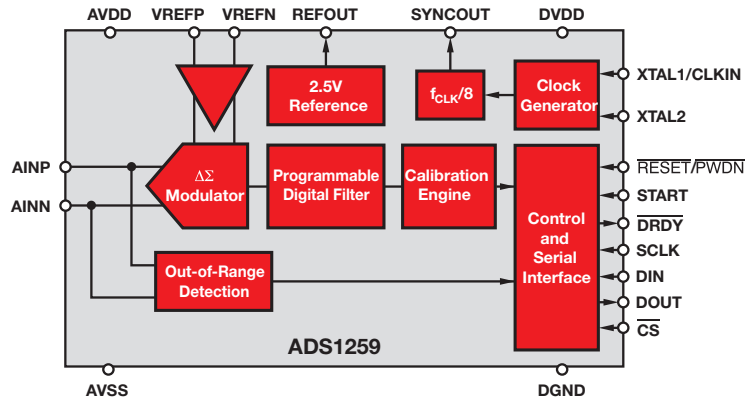 AVDD VREFP VREFN REFOUT SYNCOUT DVDD
2.5V
Reference
f_CLK/8
Clock
Generator
XTAL1/CLKIN
XTAL2
AINP
AINN
ΔΣ
Modulator
Programmable
Digital Filter
Calibration
Engine
Control
and
Serial
Interface
RESET/PWDN
START
DRDY
SCLK
DIN
DOUT
CS
Out-of-Range
Detection
ADS1259
AVSS DGND